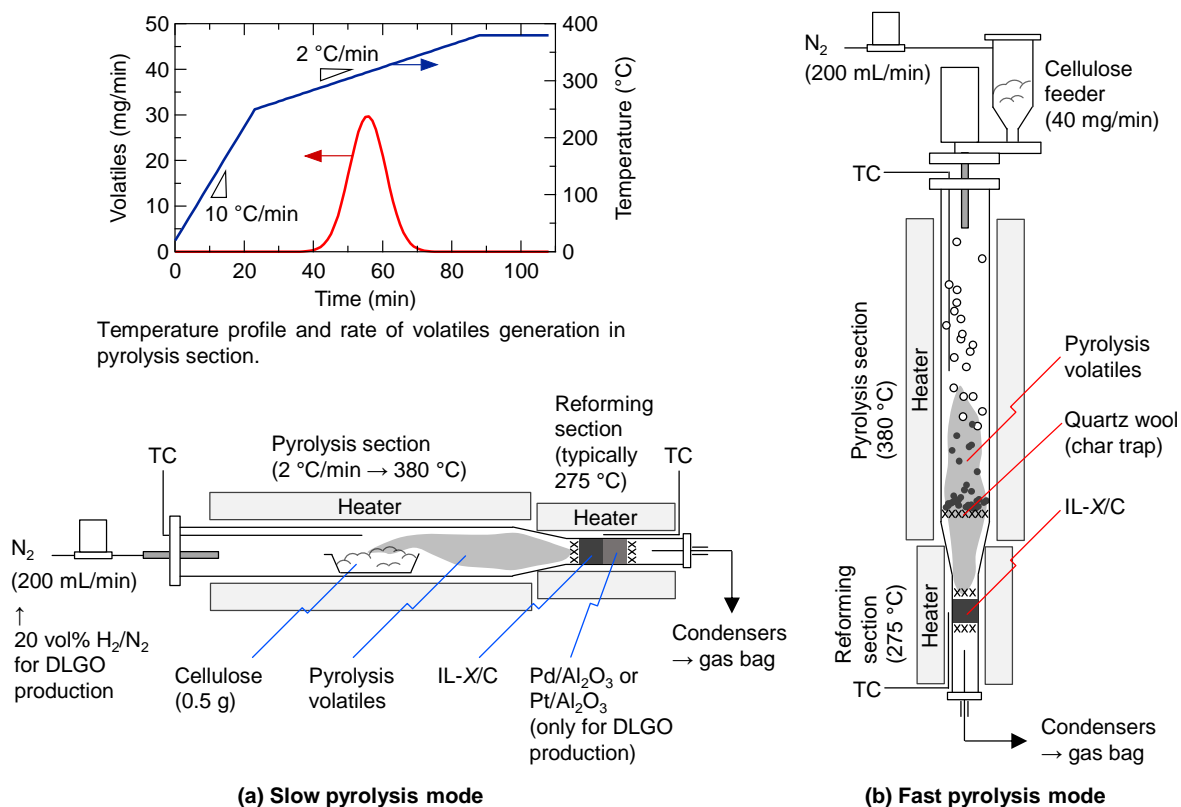 50
40
30
20
10
0
Volatiles (mg/min)
400
300
200
100
0
Temperature (°C)
2 °C/min
10 °C/min
0
20
40
60
80
100
Time (min)
Temperature profile and rate of volatiles generation in
pyrolysis section.
TC
Pyrolysis section
(2 °C/min → 380 °C)
Reforming
section
(typically
275 °C)
TC
Heater
Heater
N2
(200 mL/min)
↑
20 vol% H2/N2
for DLGO
production
Cellulose
(0.5 g)
Pyrolysis
volatiles
IL-X/C
Pd/Al2O3 or
Pt/Al2O3
(only for DLGO
production)
Condensers
→ gas bag
(a) Slow pyrolysis mode
N2
(200 mL/min)
Cellulose
feeder
(40 mg/min)
TC
Pyrolysis section
(380 °C)
Heater
Pyrolysis
volatiles
Quartz wool
(char trap)
IL-X/C
Reforming
section
(275 °C)
Heater
TC
Condensers
→ gas bag
(b) Fast pyrolysis mode